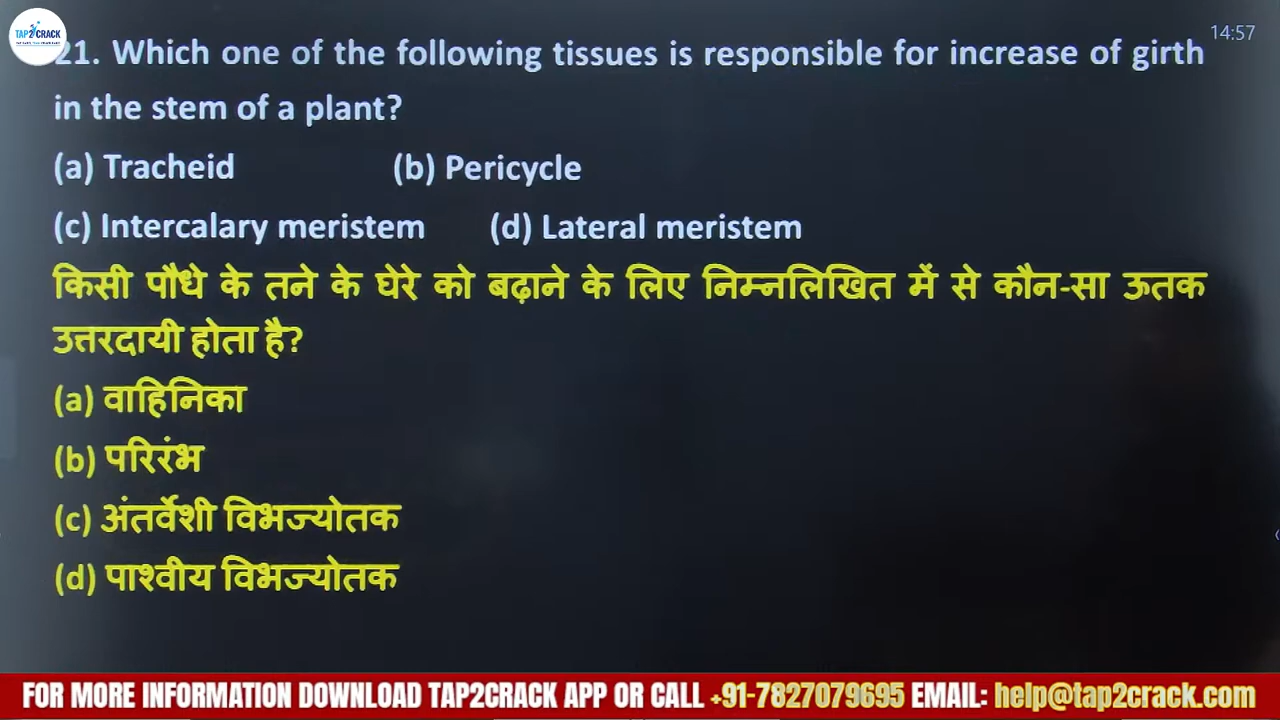 TAP2CRACK
14:57
21. Which one of the following tissues is responsible for increase of girth
in the stem of a plant?
(a) Tracheid (b) Pericycle
(c) Intercalary meristem (d) Lateral meristem
किसी पौधे के तने के घेरे को बढ़ाने के लिए निम्नलिखित में से कौन-सा ऊतक
उत्तरदायी होता है?
(a) वाहिनिका
(b) परिरंभ
(c) अंतर्वेशी विभज्योतक
(d) पाश्वीय विभज्योतक
FOR MORE INFORMATION DOWNLOAD TAP2CRACK APP OR CALL +91-7827079695 EMAIL: help@tap2crack.com